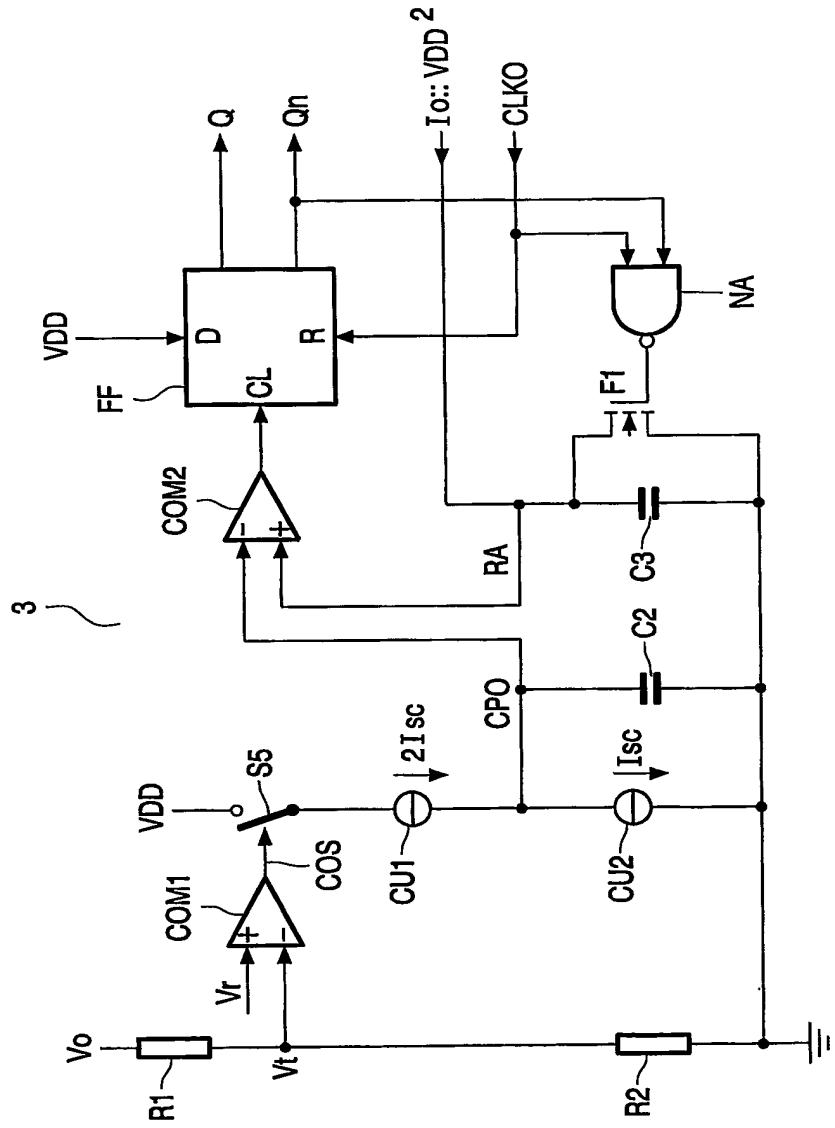 3
VDD
Q
Qn
FF
D
CL
R
COM2
-
+
Io:: VDD 2
CLKO
Vo
R1
Vr
COM1
+
-
COS
VDD
S5
Vt
CU1
2Isc
CPO
RA
F1
NA
CU2
Isc
C2
C3
R2